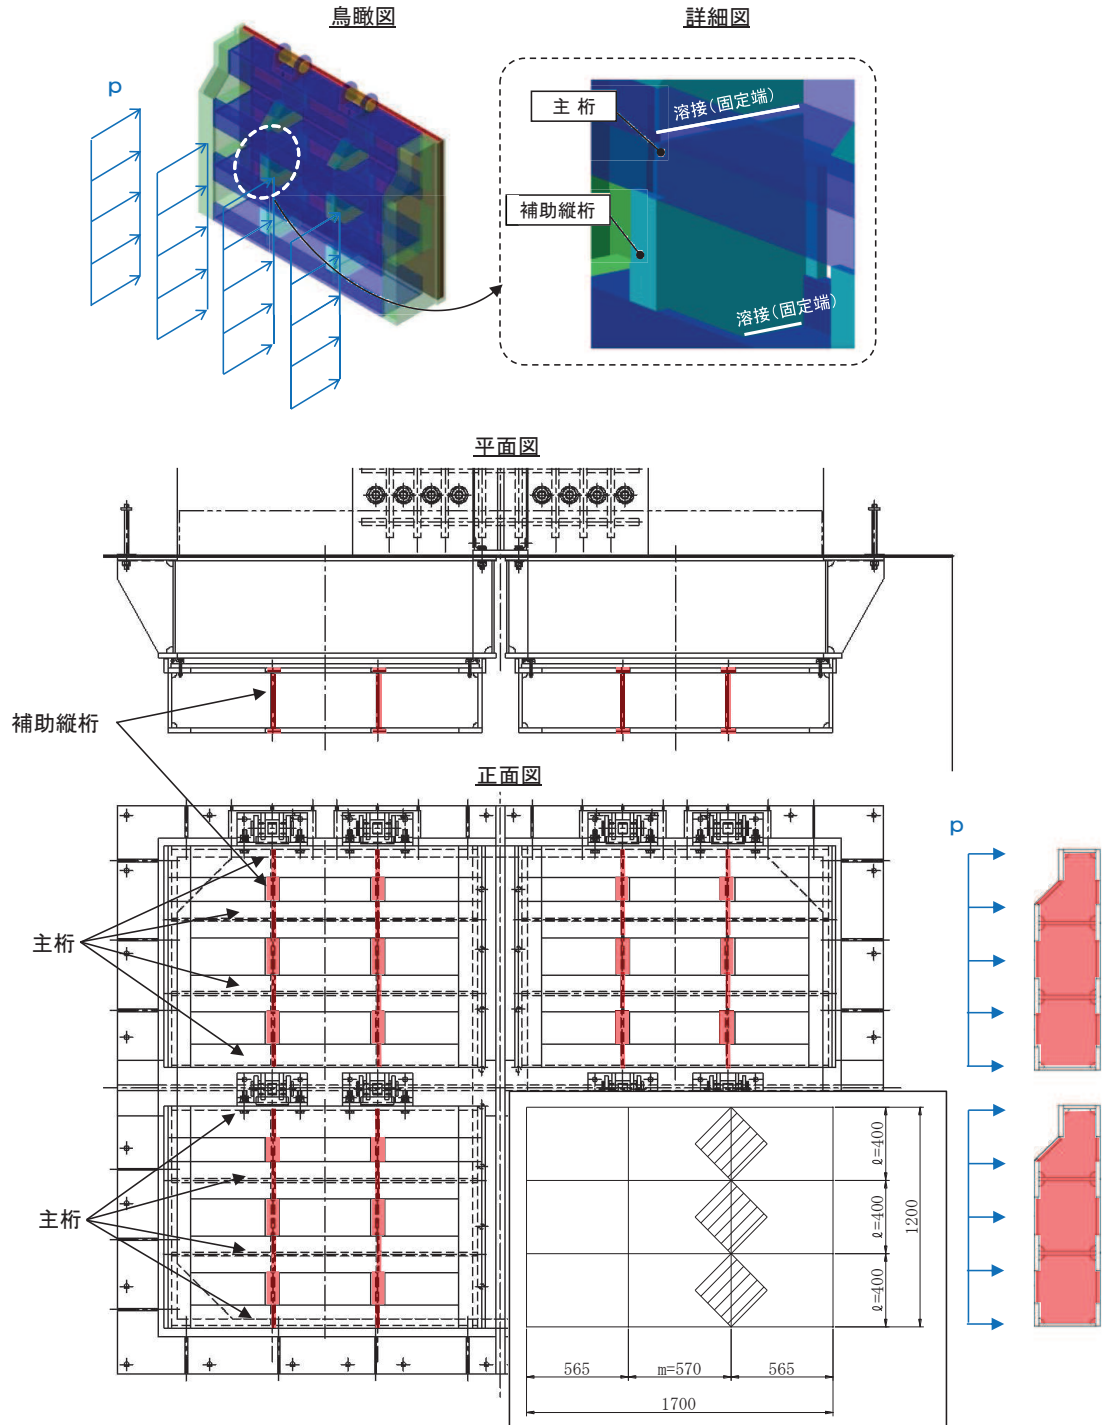 鳥瞰図
詳細図
p
主 桁
溶接(固定端)
補助縦桁
溶接(固定端)
平面図
補助縦桁
正面図
p
主桁
主桁
ℓ=400
ℓ=400
ℓ=400
1200
565
m=570
565
1700